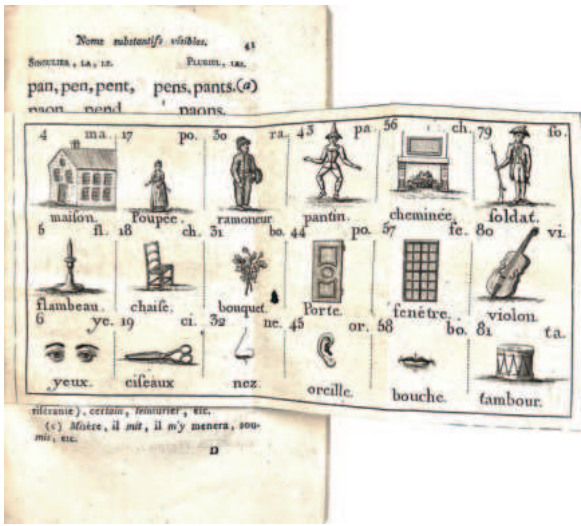 Noms substantifs visibles. 41
SINGULIER, LA, LE. PLURIEL, LES.
pan, pen, pent, pens, pants. (a)
paon pend paons.
4 ma. 17 po. 30 ra. 43 pa. 56 ch. 79 so.
maison. Poupée. ramoneur pantin. cheminée. soldat.
5 fl. 18 ch. 31 bo. 44 po. 57 fe. 80 vi.
flambeau. chaise. bouquet. Porte. fenêtre. violon.
6 ye. 19 ci. 32 ne. 45 or. 58 bo. 81 ta.
yeux. ciseaux nez oreille. bouche. tambour.
certain, teinturier, etc.
(c) Misère, il mit, il m'y menera, sou-
mis, etc.
D